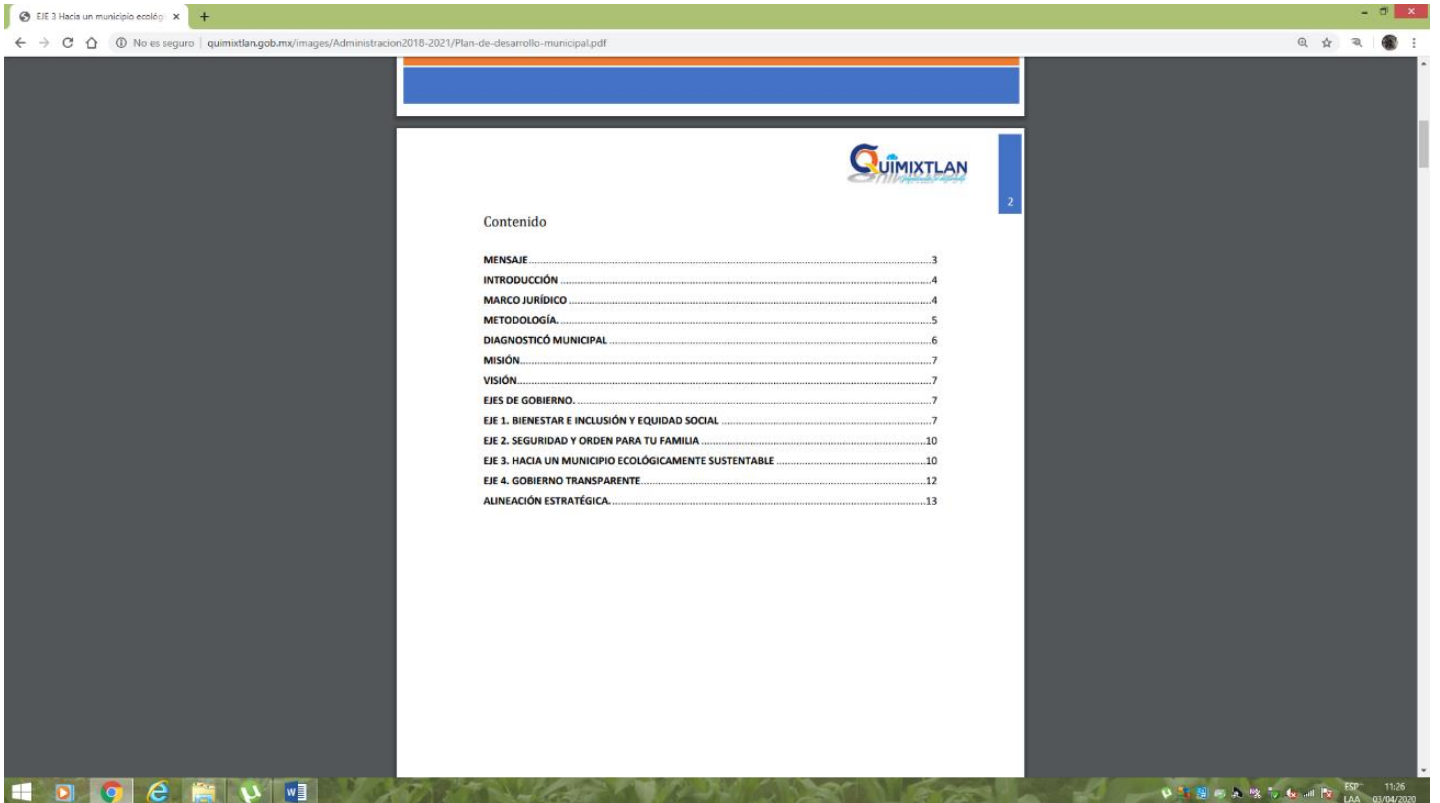 EJE 3 Hacia un municipio ecológi
No es seguro | quimixtlan.gob.mx/images/Administracion2018-2021/Plan-de-desarrollo-municipal.pdf
QUIMIXTLAN
2
Contenido
MENSAJE...3
INTRODUCCIÓN...4
MARCO JURÍDICO...4
METODOLOGÍA....5
DIAGNOSTICÓ MUNICIPAL...6
MISIÓN...7
VISIÓN...7
EJES DE GOBIERNO....7
EJE 1. BIENESTAR E INCLUSIÓN Y EQUIDAD SOCIAL...7
EJE 2. SEGURIDAD Y ORDEN PARA TU FAMILIA...10
EJE 3. HACIA UN MUNICIPIO ECOLÓGICAMENTE SUSTENTABLE...10
EJE 4. GOBIERNO TRANSPARENTE...12
ALINEACIÓN ESTRATÉGICA....13
ESP 11:26
LAA 03/04/2020